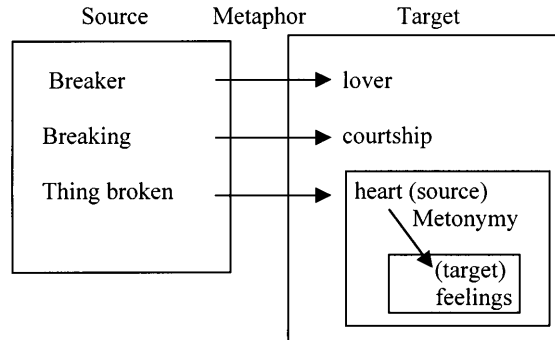 Source Metaphor Target
Breaker lover
Breaking courtship
Thing broken heart (source)
Metonymy
(target)
feelings